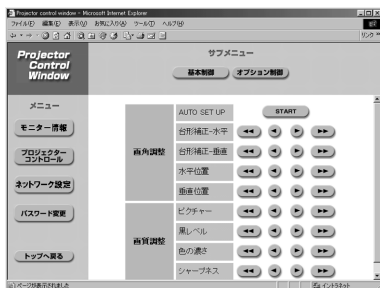 Projector control window - Microsoft Internet Explorer
ファイル(F) 編集(E) 表示(V) お気に入り(A) ツール(T) ヘルプ(H)
リンク
Projector
Control
Window
サブメニュー
基本制御 オプション制御
メニュー
モニター情報
プロジェクター
コントロール
ネットワーク設定
パスワード変更
トップへ戻る
画角調整
AUTO SET UP START
台形補正-水平
台形補正-垂直
水平位置
垂直位置
画質調整
ピクチャー
黒レベル
色の濃さ
シャープネス
ページが表示されました
イントラネット